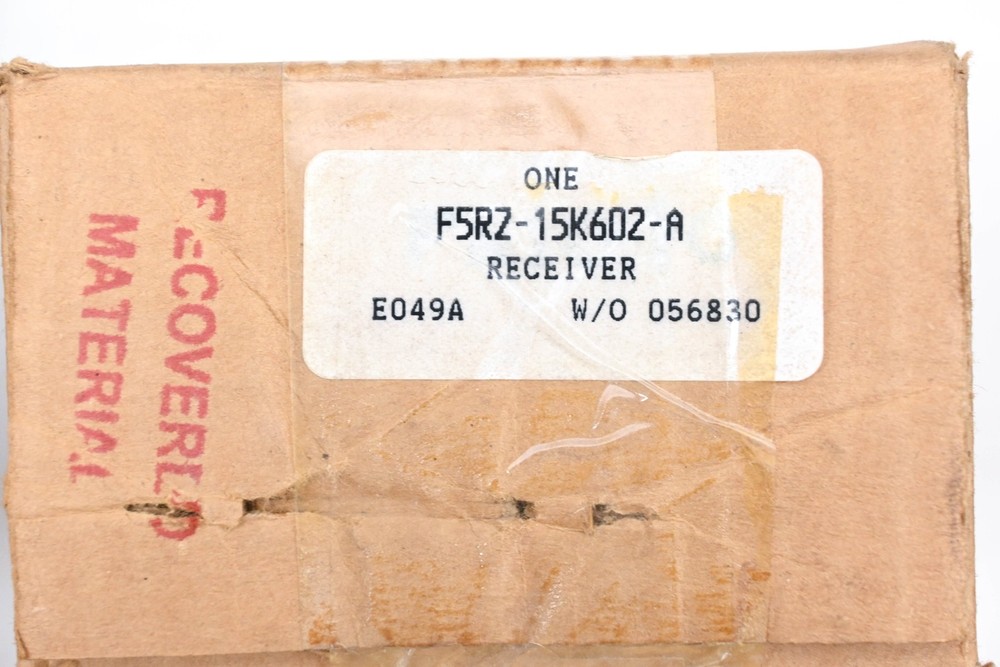 ONE
F5RZ-15K602-A
RECEIVER
E049A W/O 056830
RECOVERED
MATERIAL